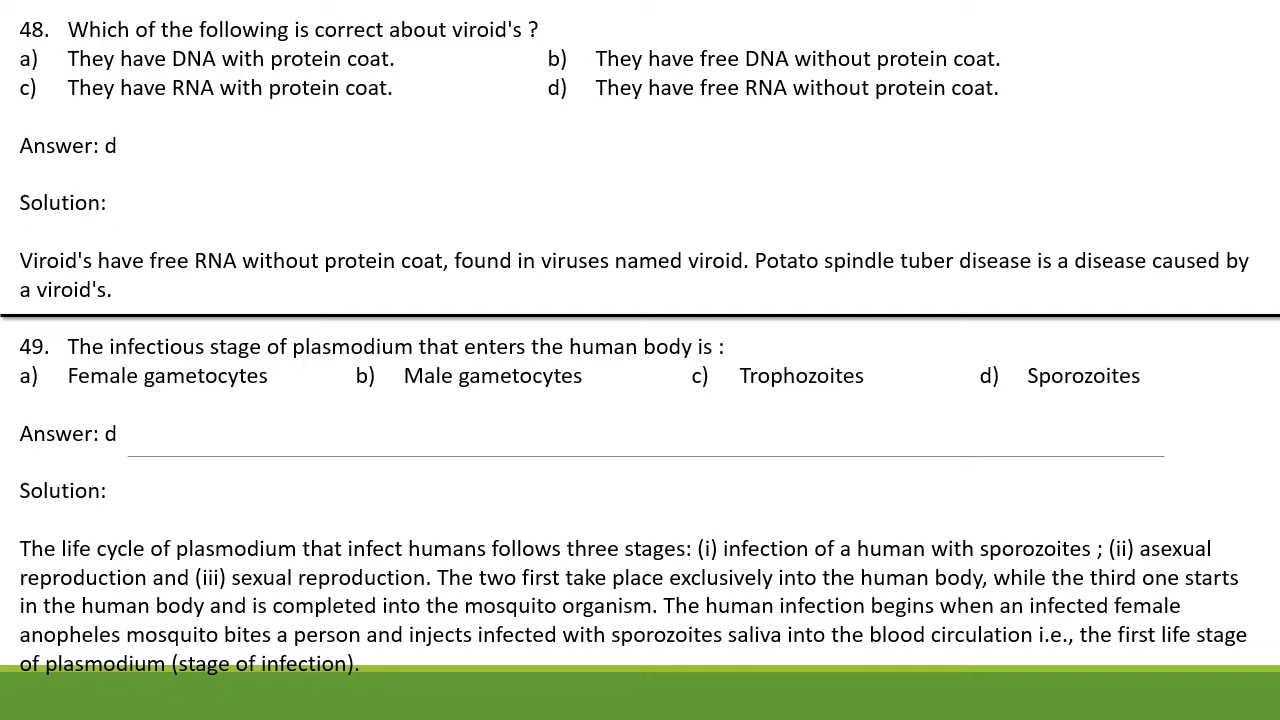 48. Which of the following is correct about viroid's ?
a) They have DNA with protein coat. b) They have free DNA without protein coat.
c) They have RNA with protein coat. d) They have free RNA without protein coat.
Answer: d
Solution:
Viroid's have free RNA without protein coat, found in viruses named viroid. Potato spindle tuber disease is a disease caused by
a viroid's.
49. The infectious stage of plasmodium that enters the human body is :
a) Female gametocytes b) Male gametocytes c) Trophozoites d) Sporozoites
Answer: d
Solution:
The life cycle of plasmodium that infect humans follows three stages: (i) infection of a human with sporozoites ; (ii) asexual
reproduction and (iii) sexual reproduction. The two first take place exclusively into the human body, while the third one starts
in the human body and is completed into the mosquito organism. The human infection begins when an infected female
anopheles mosquito bites a person and injects infected with sporozoites saliva into the blood circulation i.e., the first life stage
of plasmodium (stage of infection).